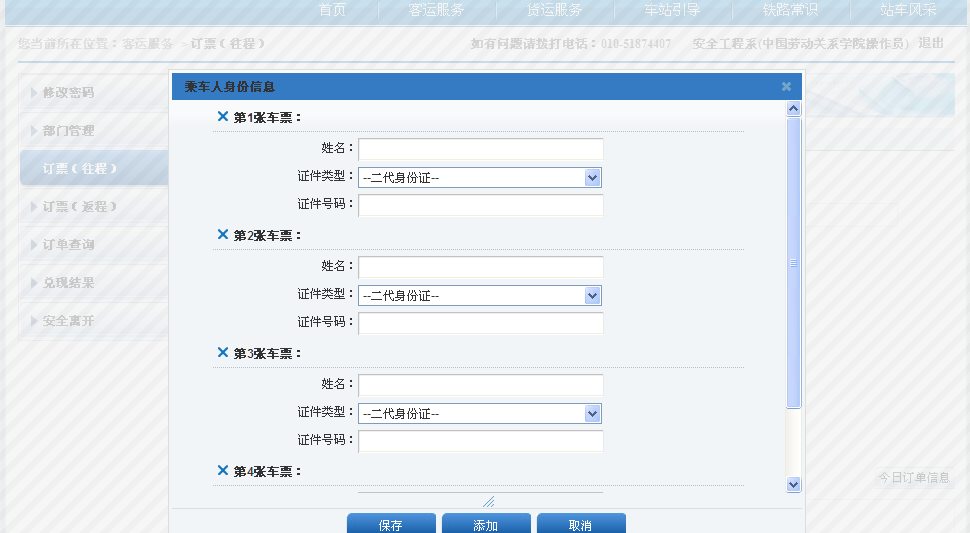 首页 客运服务 货运服务 车站引导 铁路常识 站车风采
您当前所在位置：客运服务 ->订票（往程） 如有问题请拨打电话：010-51874407 安全工程系(中国劳动关系学院操作员) 退出
乘车人身份信息
修改密码
部门管理
订票（往程）
订票（返程）
订单查询
兑现结果
安全离开
第1张车票：
姓名：
证件类型： --二代身份证--
证件号码：
第2张车票：
姓名：
证件类型： --二代身份证--
证件号码：
第3张车票：
姓名：
证件类型： --二代身份证--
证件号码：
第4张车票：
今日订单信息
保存 添加 取消